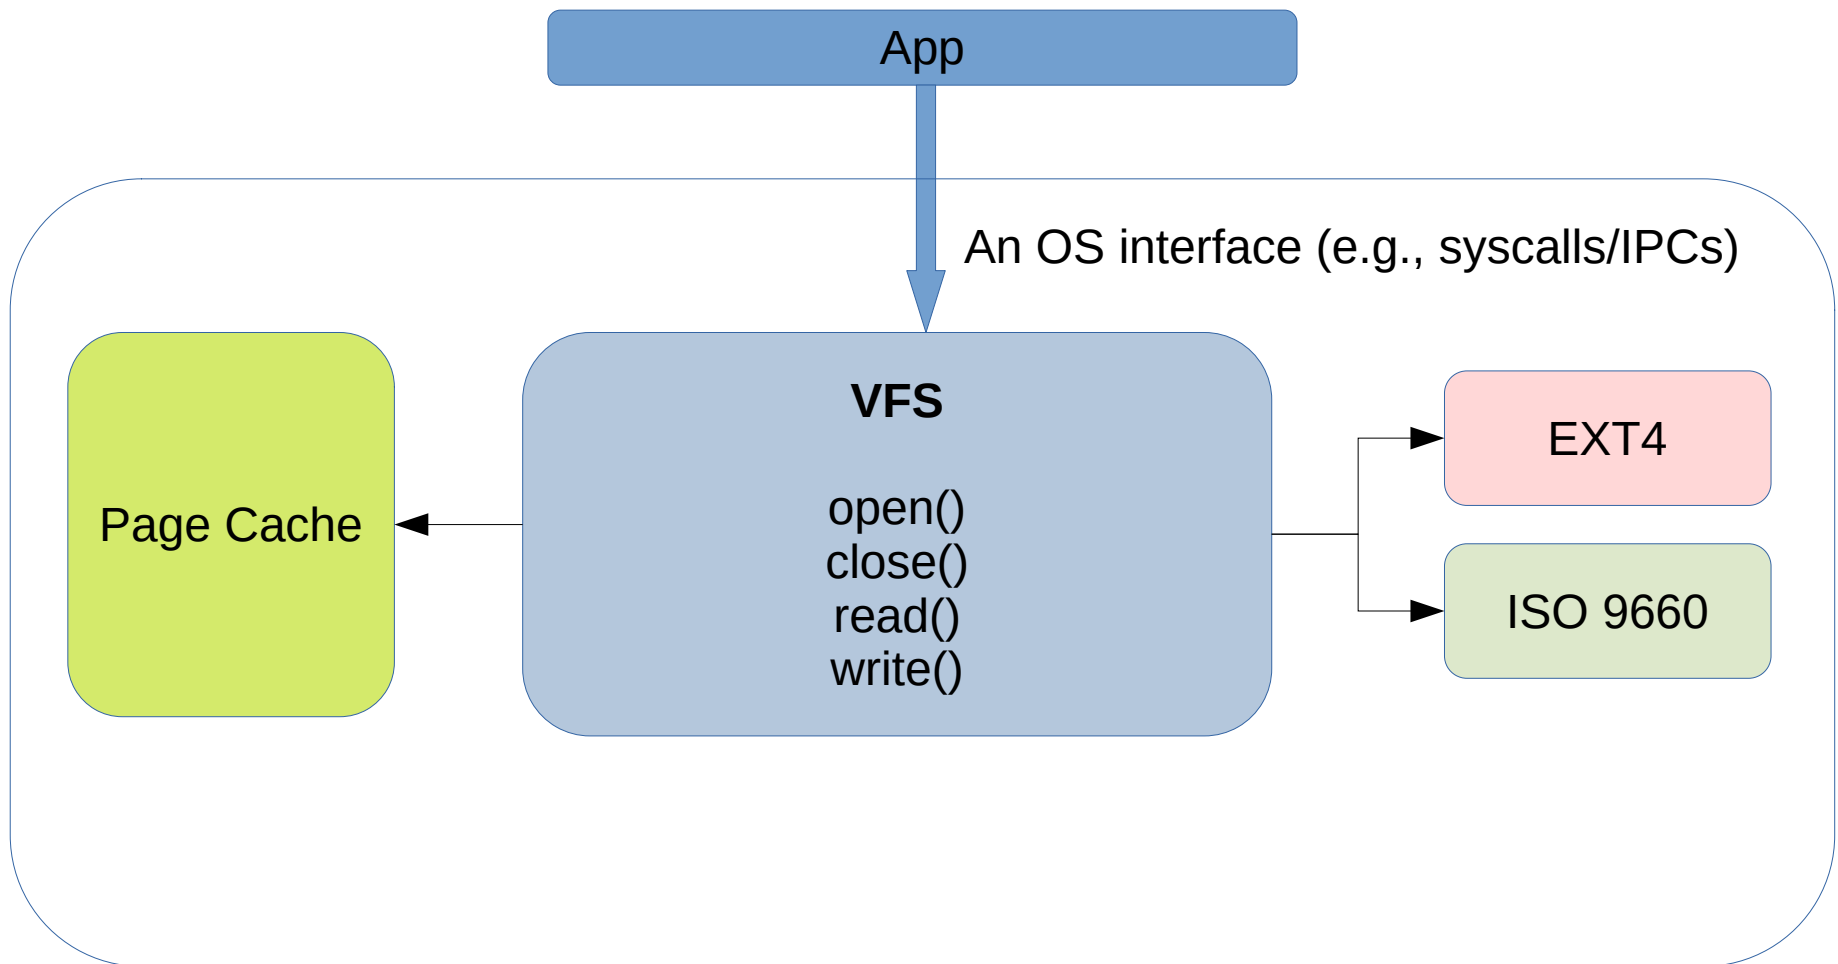 App
An OS interface (e.g., syscalls/IPCs)
Page Cache
VFS
open()
close()
read()
write()
EXT4
ISO 9660